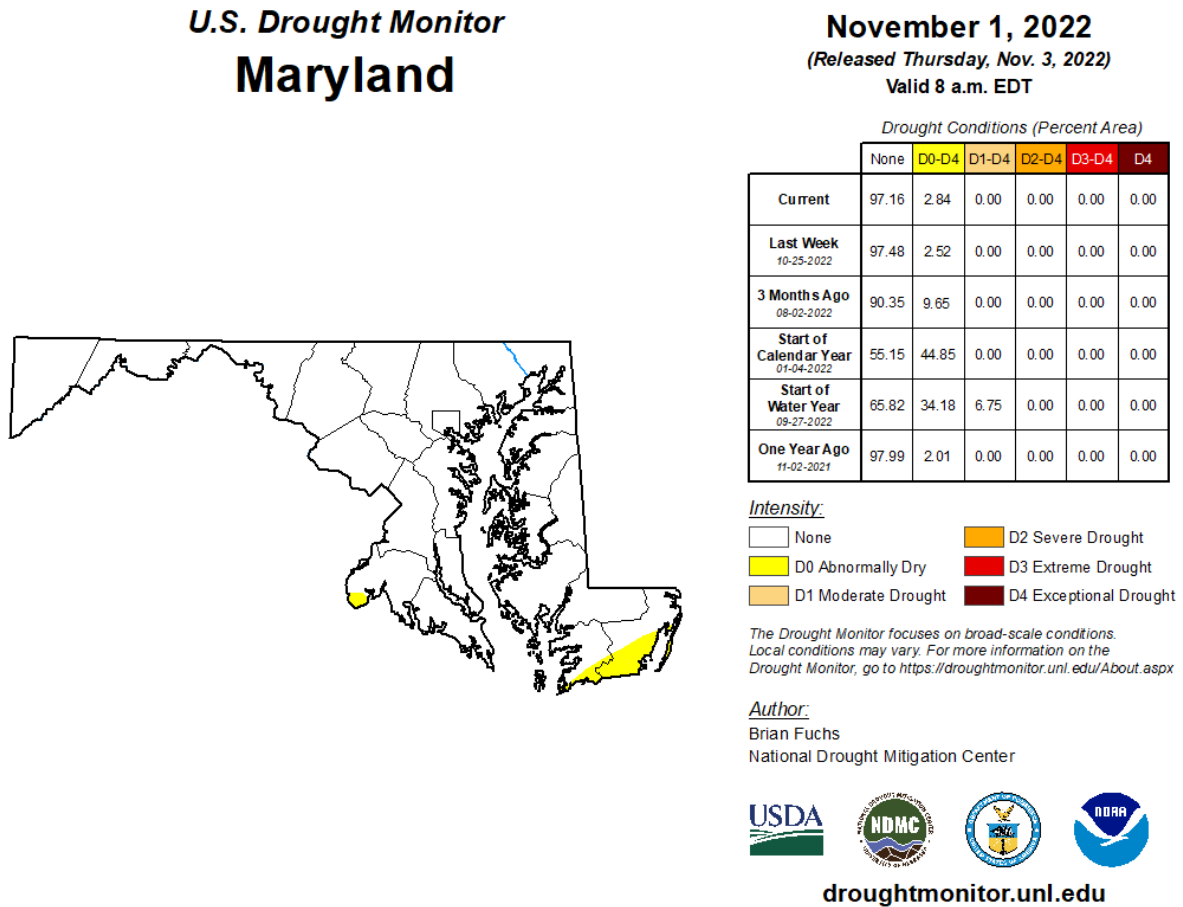 U.S. Drought Monitor
Maryland
November 1, 2022
(Released Thursday, Nov. 3, 2022)
Valid 8 a.m. EDT
Drought Conditions (Percent Area)
None D0-D4 D1-D4 D2-D4 D3-D4 D4
Current 97.16 2.84 0.00 0.00 0.00 0.00
Last Week
10-25-2022
97.48 2.52 0.00 0.00 0.00 0.00
3 Months Ago
08-02-2022
90.35 9.65 0.00 0.00 0.00 0.00
Start of
Calendar Year
01-04-2022
55.15 44.85 0.00 0.00 0.00 0.00
Start of
Water Year
09-27-2022
65.82 34.18 6.75 0.00 0.00 0.00
One Year Ago
11-02-2021
97.99 2.01 0.00 0.00 0.00 0.00
Intensity:
None
D0 Abnormally Dry
D1 Moderate Drought
D2 Severe Drought
D3 Extreme Drought
D4 Exceptional Drought
The Drought Monitor focuses on broad-scale conditions.
Local conditions may vary. For more information on the
Drought Monitor, go to https://droughtmonitor.unl.edu/About.aspx
Author:
Brian Fuchs
National Drought Mitigation Center
USDA
NDMC
NOAA
droughtmonitor.unl.edu